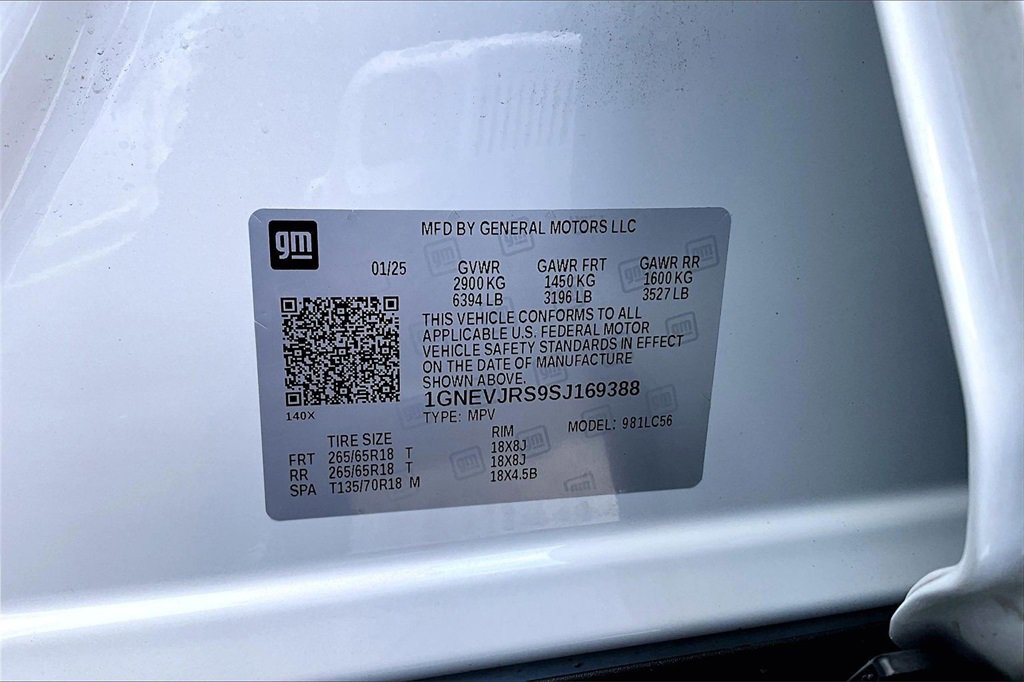 gm
MFD BY GENERAL MOTORS LLC
01/25 GVWR GAWR FRT GAWR RR
2900 KG 1450 KG 1600 KG
6394 LB 3196 LB 3527 LB
THIS VEHICLE CONFORMS TO ALL
APPLICABLE U.S. FEDERAL MOTOR
VEHICLE SAFETY STANDARDS IN EFFECT
ON THE DATE OF MANUFACTURE
SHOWN ABOVE.
1GNEVJRS9SJ169388
140X
TYPE: MPV MODEL: 981LC56
TIRE SIZE RIM
FRT 265/65R18 T 18X8J
RR 265/65R18 T 18X8J
SPA T135/70R18 M 18X4.5B